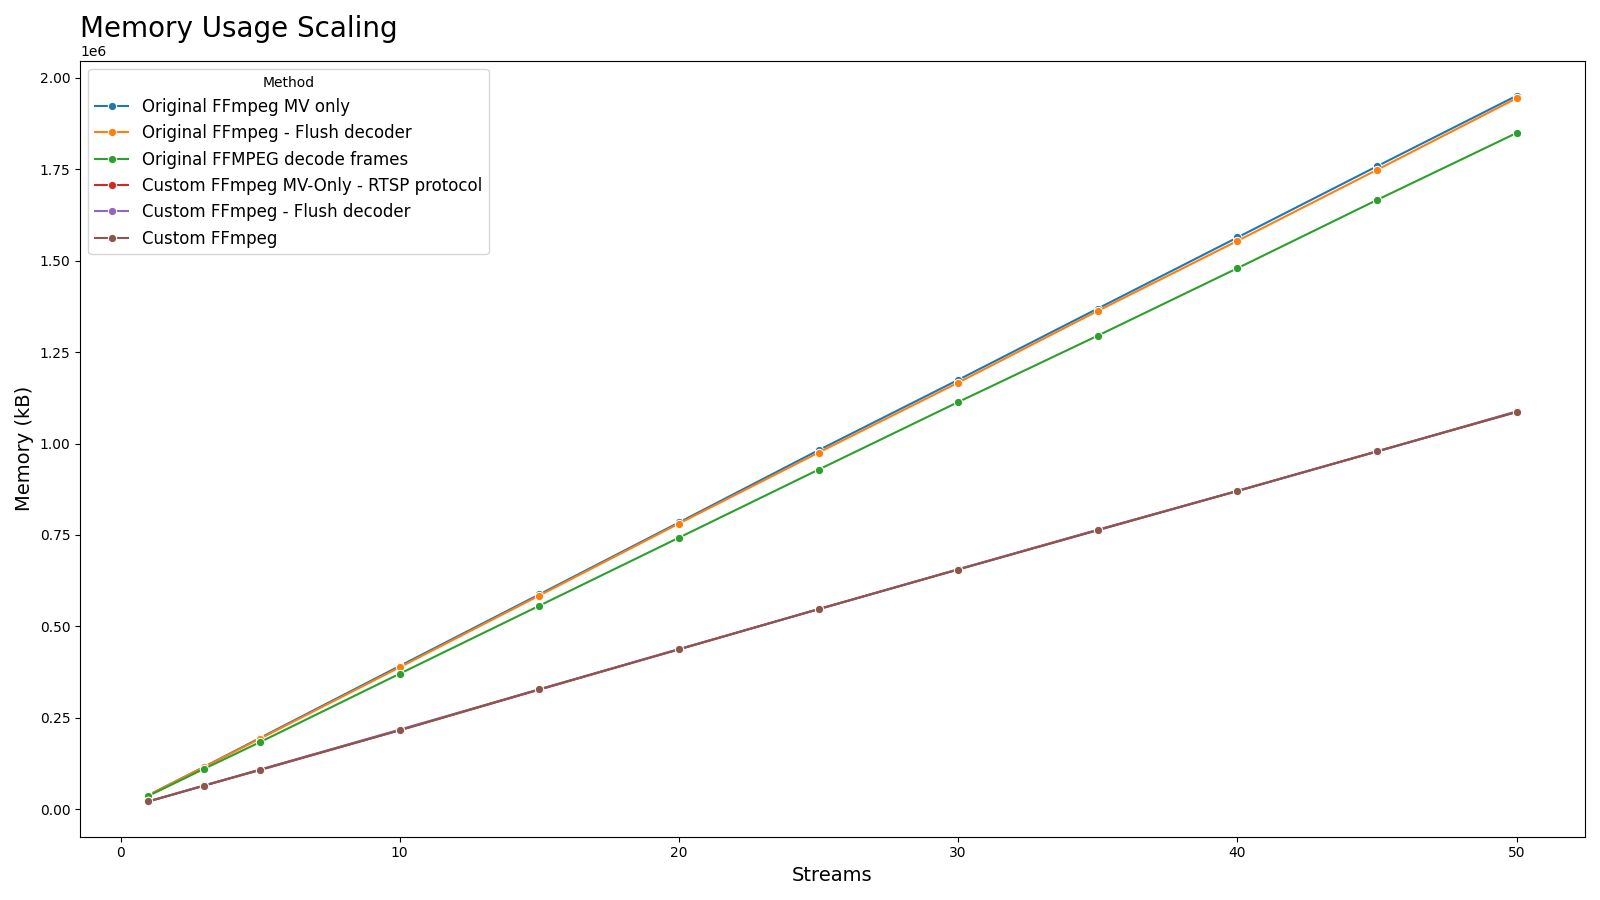 Memory Usage Scaling
1e6
2.00
1.75
1.50
1.25
1.00
0.75
0.50
0.25
0.00
Memory (kB)
Method
Original FFmpeg MV only
Original FFmpeg - Flush decoder
Original FFMPEG decode frames
Custom FFmpeg MV-Only - RTSP protocol
Custom FFmpeg - Flush decoder
Custom FFmpeg
0 10 20 30 40 50
Streams